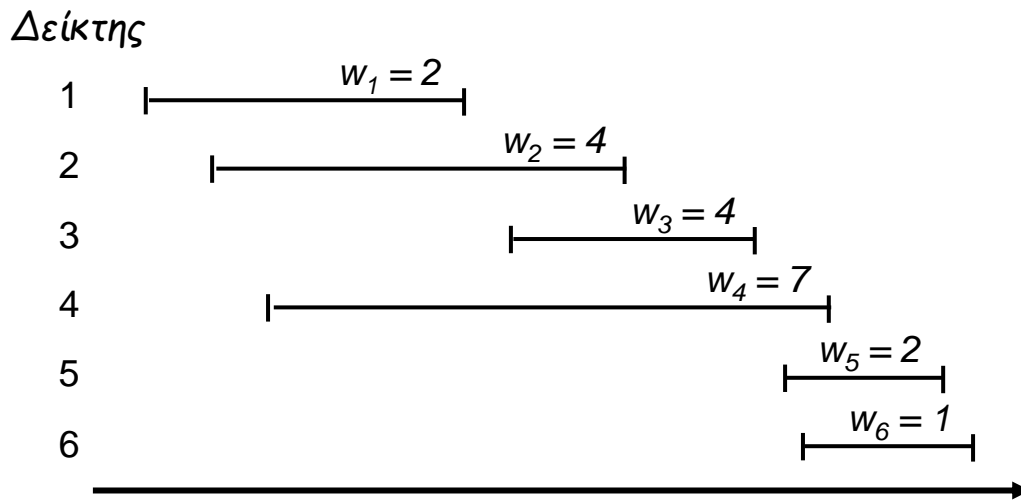 Δείκτης
1 w₁ = 2
2 w₂ = 4
3 w₃ = 4
4 w₄ = 7
5 w₅ = 2
6 w₆ = 1